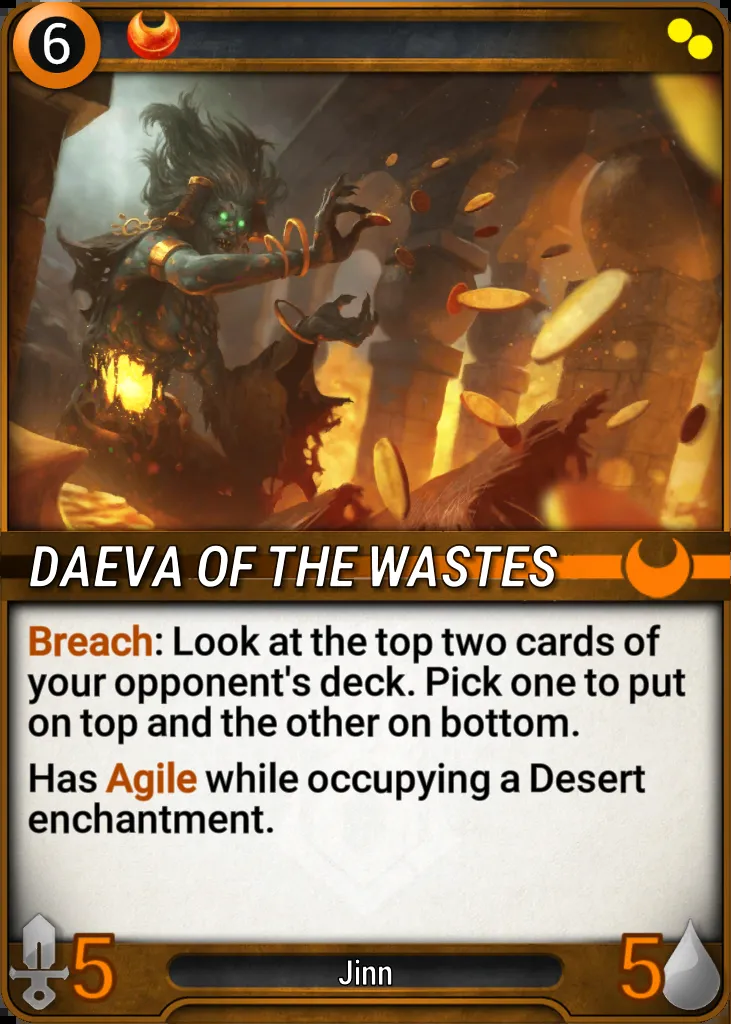 6
DAEVA OF THE WASTES
Breach: Look at the top two cards of
your opponent's deck. Pick one to put
on top and the other on bottom.
Has Agile while occupying a Desert
enchantment.
5 Jinn 5